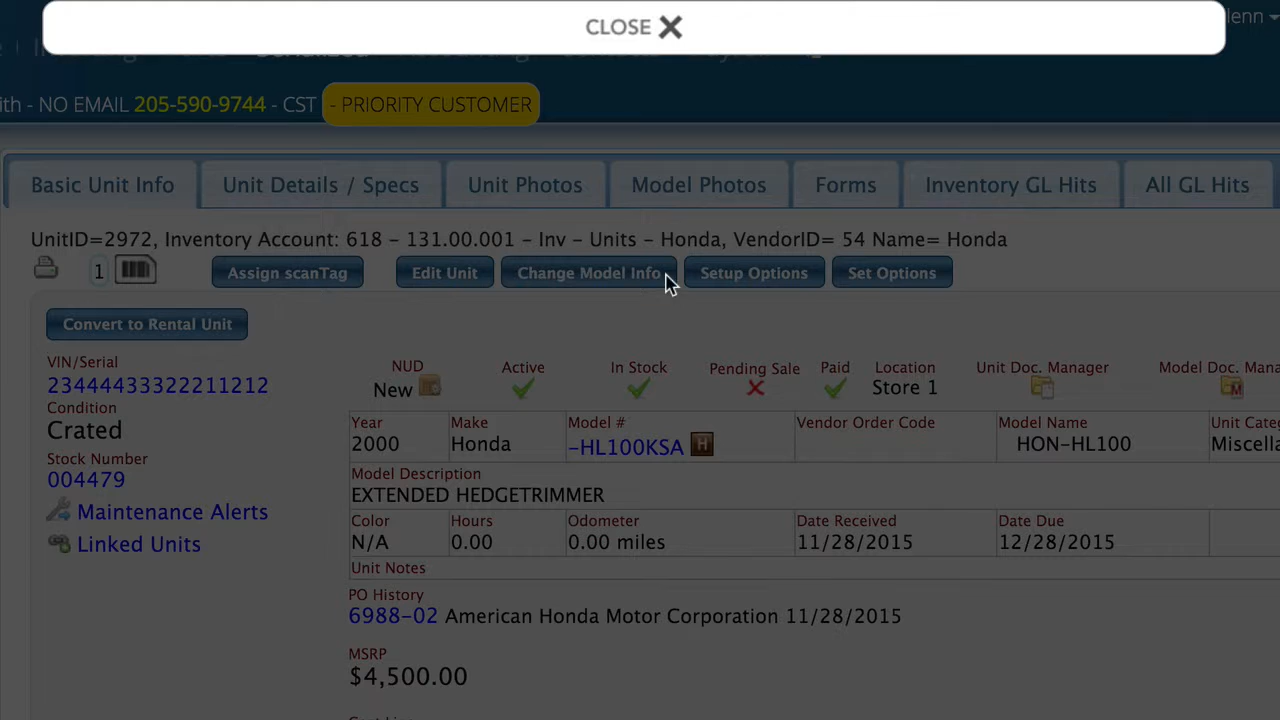 CLOSE
ith - NO EMAIL 205-590-9744 - CST - PRIORITY CUSTOMER
Basic Unit Info Unit Details / Specs Unit Photos Model Photos Forms Inventory GL Hits All GL Hits
UnitID=2972, Inventory Account: 618 - 131.00.001 - Inv - Units - Honda, VendorID= 54 Name= Honda
1 Assign scanTag Edit Unit Change Model Info Setup Options Set Options
Convert to Rental Unit
VIN/Serial
23444433322211212
Condition
Crated
Stock Number
004479
Maintenance Alerts
Linked Units
NUD Active In Stock Pending Sale Paid Location Unit Doc. Manager Model Doc. Mana
New Store 1
Year Make Model # Vendor Order Code Model Name Unit Cate
2000 Honda -HL100KSA H HON-HL100 Miscella
Model Description
EXTENDED HEDGETRIMMER
Color Hours Odometer Date Received Date Due
N/A 0.00 0.00 miles 11/28/2015 12/28/2015
Unit Notes
PO History
6988-02 American Honda Motor Corporation 11/28/2015
MSRP
$4,500.00